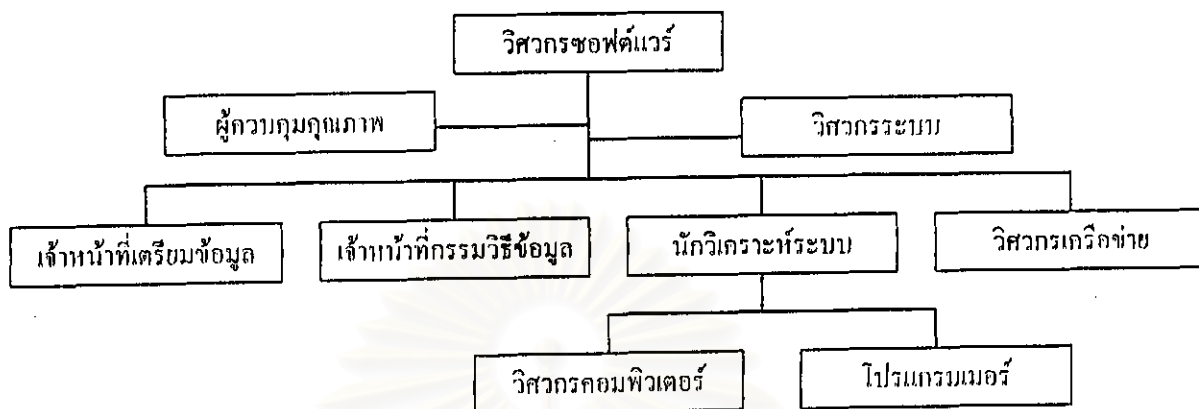 วิศวกรซอฟต์แวร์
ผู้ควบคุมคุณภาพ
วิศวกรระบบ
เจ้าหน้าที่เตรียมข้อมูล
เจ้าหน้าที่กรรมวิธีข้อมูล
นักวิเคราะห์ระบบ
วิศวกรเครือข่าย
วิศวกรคอมพิวเตอร์
โปรแกรมเมอร์